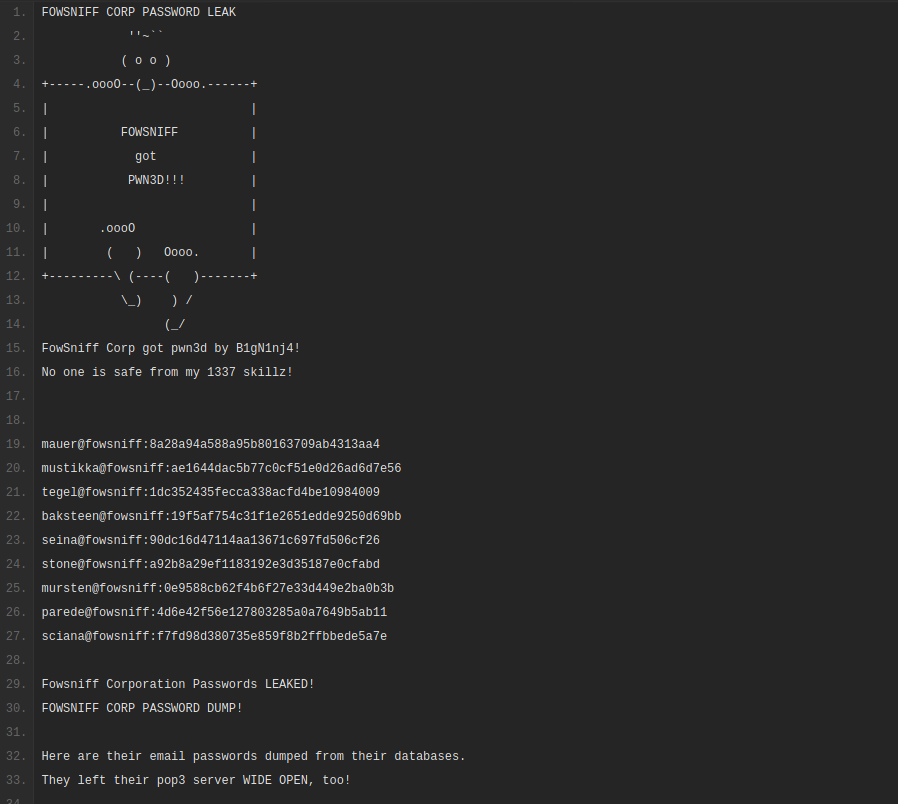 1. FOWSNIFF CORP PASSWORD LEAK
2.             ''~``
3.            ( o o )
4. +-----.oooO--(_)--Oooo.------+
5. |                            |
6. |          FOWSNIFF          |
7. |            got             |
8. |           PWN3D!!!         |
9. |                            |
10. |       .oooO                |
11. |        (   )   Oooo.       |
12. +---------\ (----(   )-------+
13.            \_)    ) /
14.                  (_/
15. FowSniff Corp got pwn3d by B1gN1nj4!
16. No one is safe from my 1337 skillz!
17.
18.
19. mauer@fowsniff:8a28a94a588a95b80163709ab4313aa4
20. mustikka@fowsniff:ae1644dac5b77c0cf51e0d26ad6d7e56
21. tegel@fowsniff:1dc352435fecca338acfd4be10984009
22. baksteen@fowsniff:19f5af754c31f1e2651edde9250d69bb
23. seina@fowsniff:90dc16d47114aa13671c697fd506cf26
24. stone@fowsniff:a92b8a29ef1183192e3d35187e0cfabd
25. mursten@fowsniff:0e9588cb62f4b6f27e33d449e2ba0b3b
26. parede@fowsniff:4d6e42f56e127803285a0a7649b5ab11
27. sciana@fowsniff:f7fd98d380735e859f8b2ffbbede5a7e
28.
29. Fowsniff Corporation Passwords LEAKED!
30. FOWSNIFF CORP PASSWORD DUMP!
31.
32. Here are their email passwords dumped from their databases.
33. They left their pop3 server WIDE OPEN, too!
34.